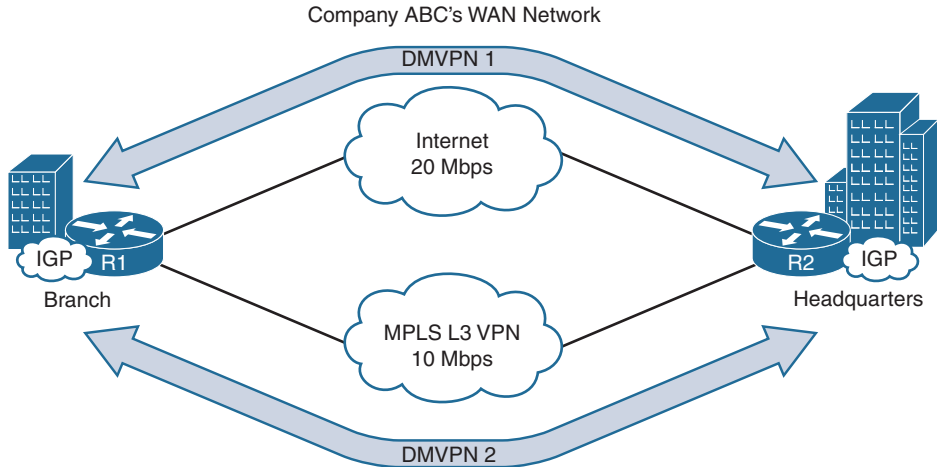 Company ABC's WAN Network
DMVPN 1
Internet
20 Mbps
IGP
R1
Branch
R2
IGP
Headquarters
MPLS L3 VPN
10 Mbps
DMVPN 2